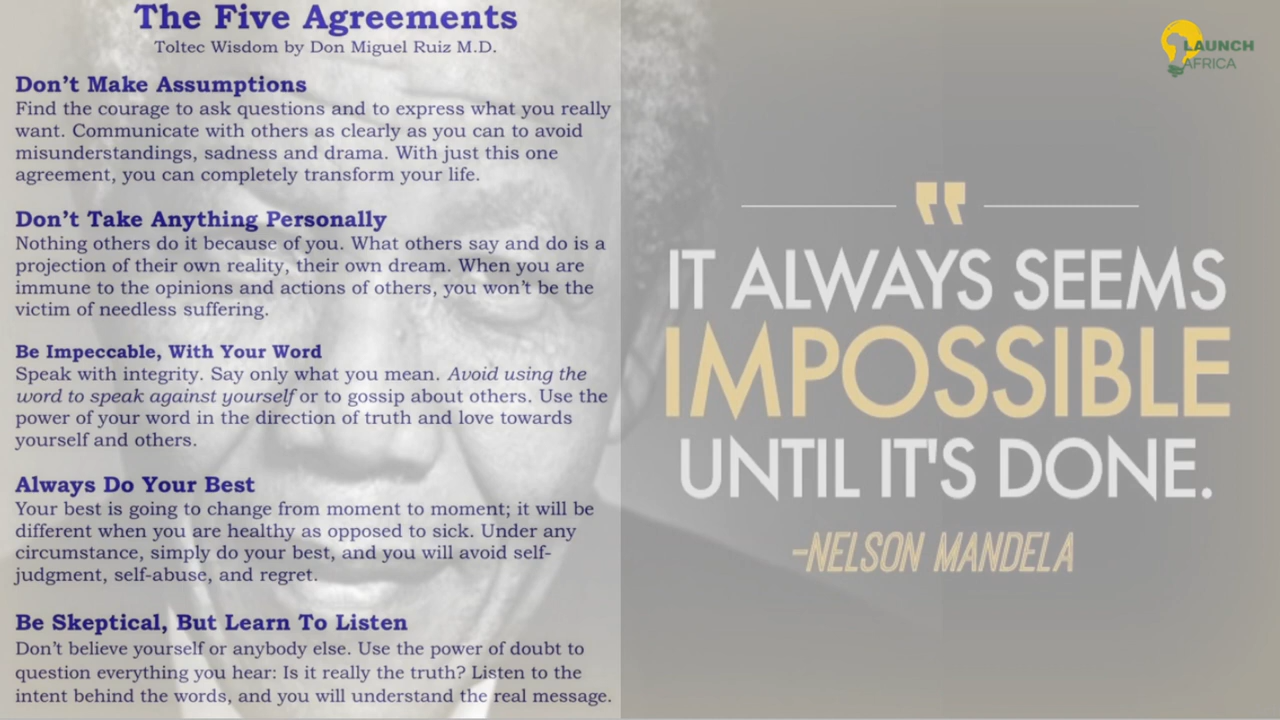 The Five Agreements
Toltec Wisdom by Don Miguel Ruiz M.D.
Don't Make Assumptions
Find the courage to ask questions and to express what you really
want. Communicate with others as clearly as you can to avoid
misunderstandings, sadness and drama. With just this one
agreement, you can completely transform your life.
Don't Take Anything Personally
Nothing others do it because of you. What others say and do is a
projection of their own reality, their own dream. When you are
immune to the opinions and actions of others, you won't be the
victim of needless suffering.
Be Impeccable, With Your Word
Speak with integrity. Say only what you mean. Avoid using the
word to speak against yourself or to gossip about others. Use the
power of your word in the direction of truth and love towards
yourself and others.
Always Do Your Best
Your best is going to change from moment to moment; it will be
different when you are healthy as opposed to sick. Under any
circumstance, simply do your best, and you will avoid self-
judgment, self-abuse, and regret.
Be Skeptical, But Learn To Listen
Don't believe yourself or anybody else. Use the power of doubt to
question everything you hear: Is it really the truth? Listen to the
intent behind the words, and you will understand the real message.
LAUNCH
AFRICA
"
IT ALWAYS SEEMS
IMPOSSIBLE
UNTIL IT'S DONE.
-NELSON MANDELA